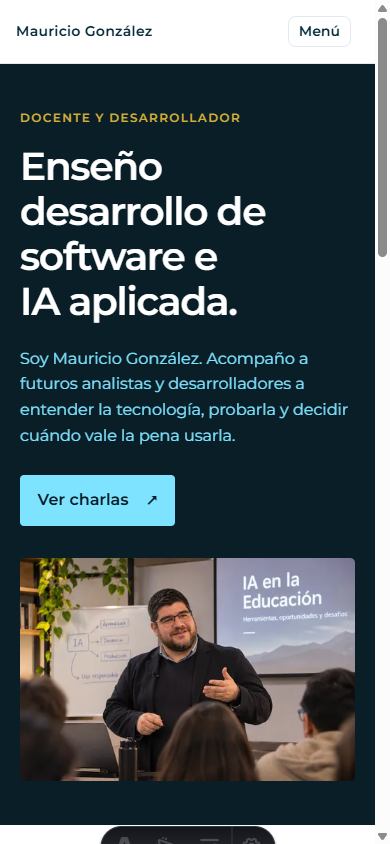 Mauricio González
Menú
DOCENTE Y DESARROLLADOR
Enseño
desarrollo de
software e
IA aplicada.
Soy Mauricio González. Acompaño a
futuros analistas y desarrolladores a
entender la tecnología, probarla y decidir
cuándo vale la pena usarla.
Ver charlas ↗
IA en la
Educación
Herramientas, oportunidades y desafíos
IA
Aprendizaje
Docencia